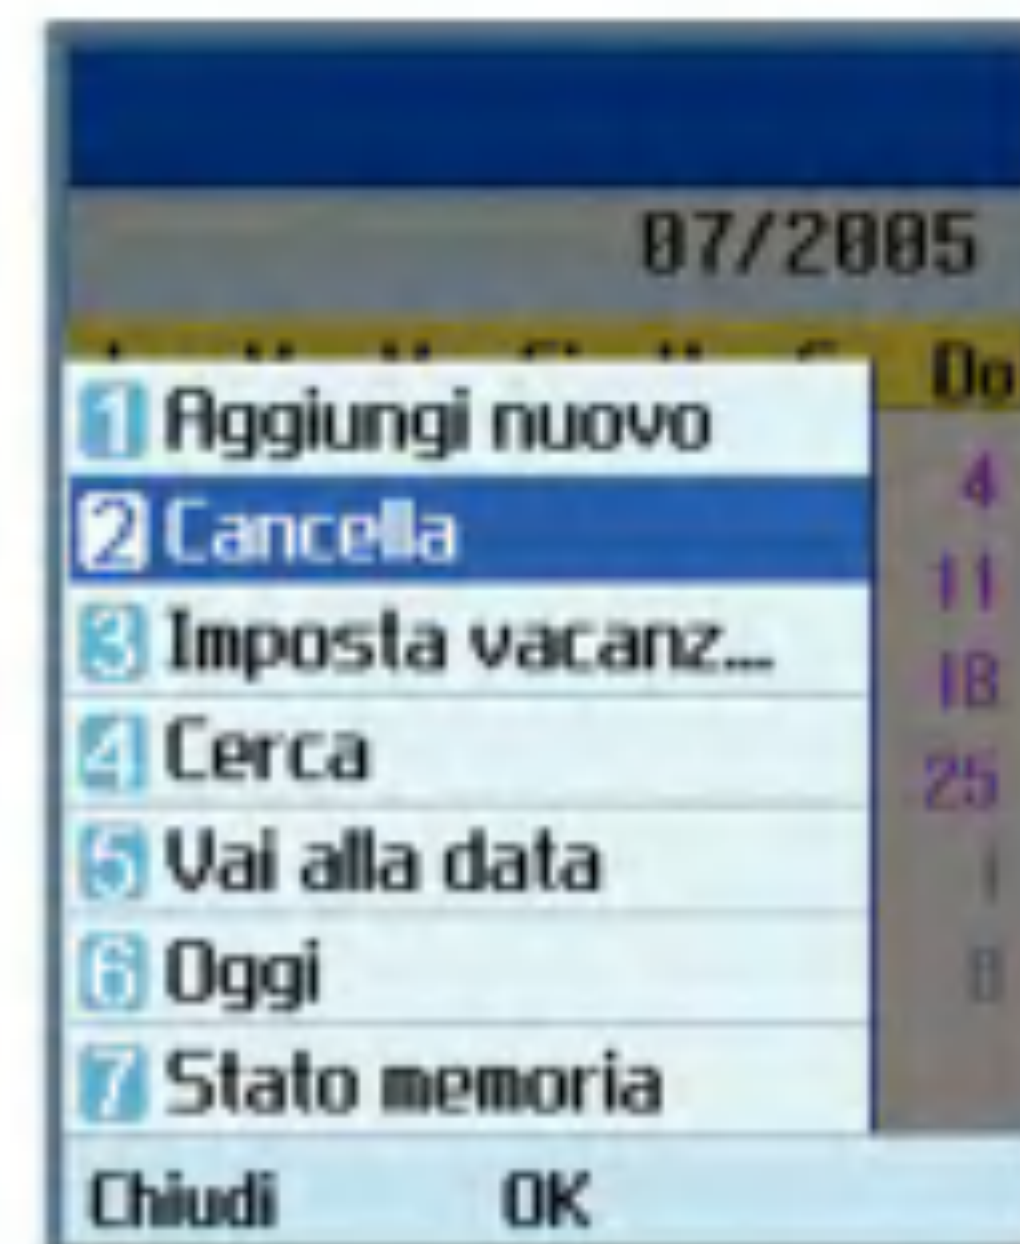 07/2005
Do
1 Aggiungi nuovo
4
2 Cancella
11
3 Imposta vacanz...
18
4 Cerca
25
5 Vai alla data
1
6 Oggi
8
7 Stato memoria
Chiudi OK